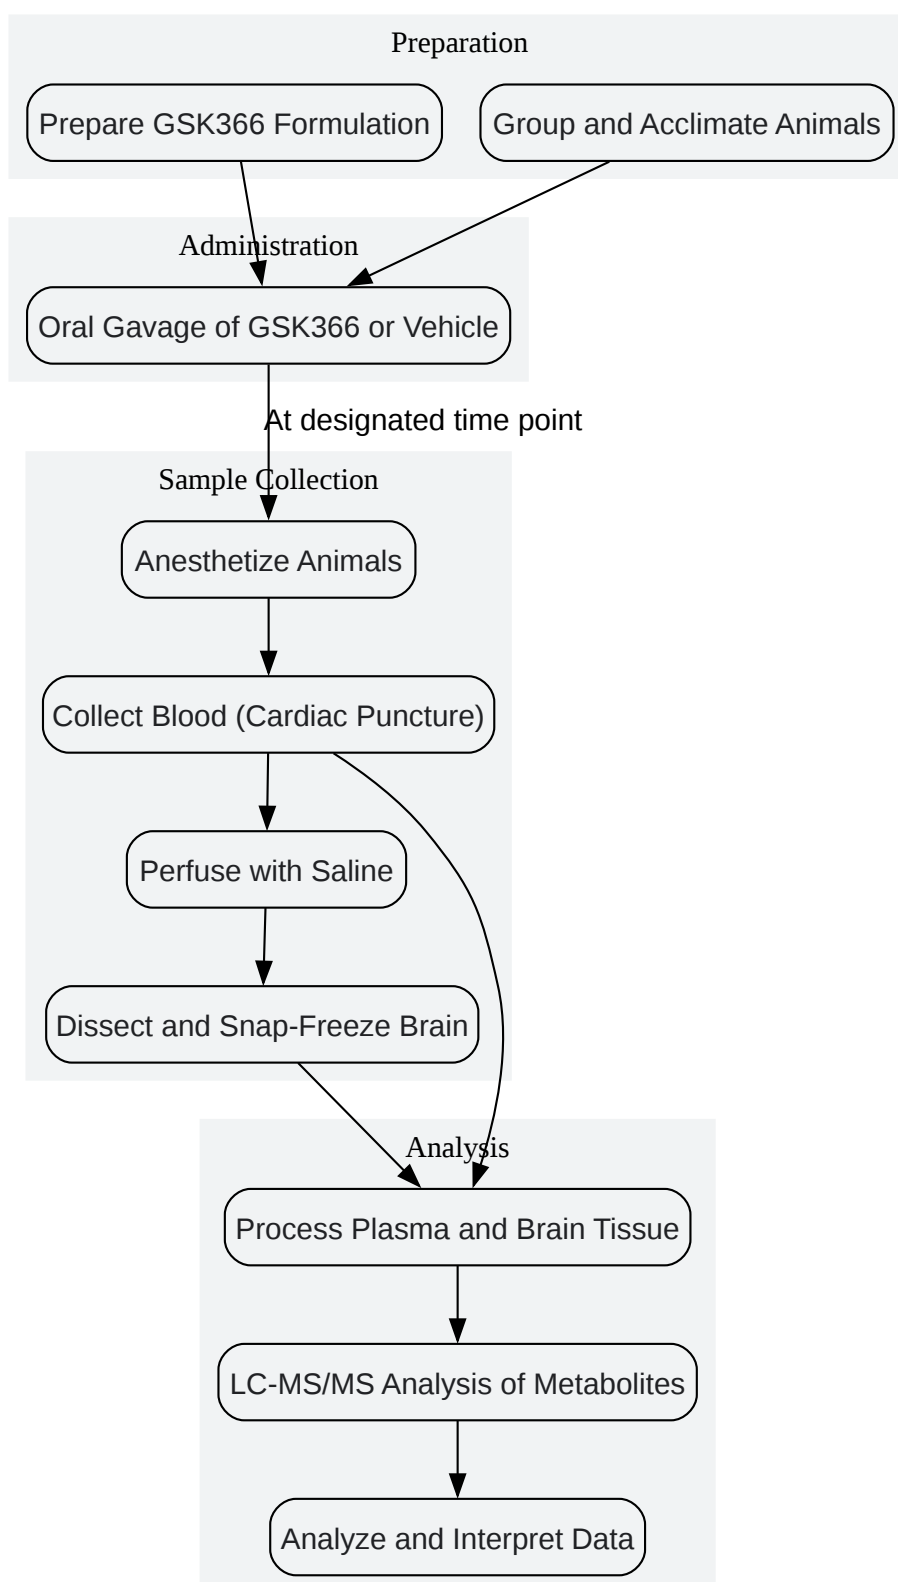 Preparation
Prepare GSK366 Formulation
Group and Acclimate Animals
Administration
Oral Gavage of GSK366 or Vehicle
At designated time point
Sample Collection
Anesthetize Animals
Collect Blood (Cardiac Puncture)
Perfuse with Saline
Dissect and Snap-Freeze Brain
Analysis
Process Plasma and Brain Tissue
LC-MS/MS Analysis of Metabolites
Analyze and Interpret Data